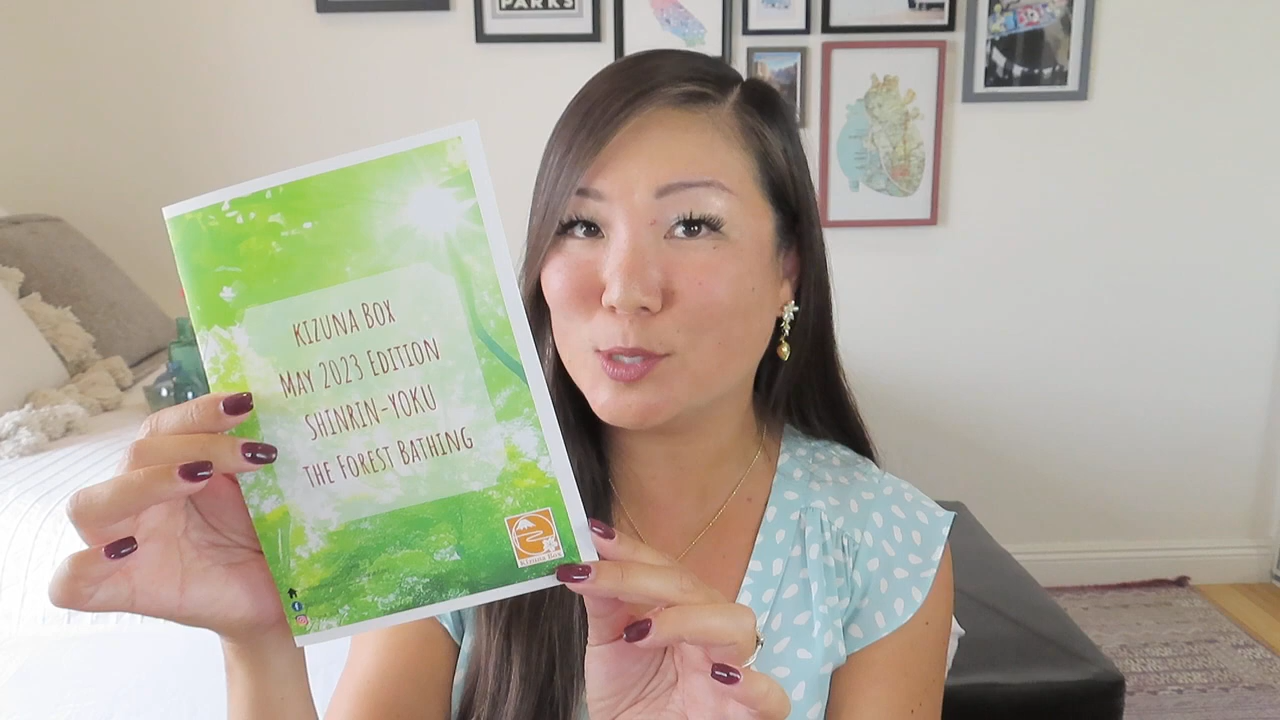 PARKS
KIZUNA BOX
MAY 2023 EDITION
SHINRIN-YOKU
THE FOREST BATHING
Kizuna Box